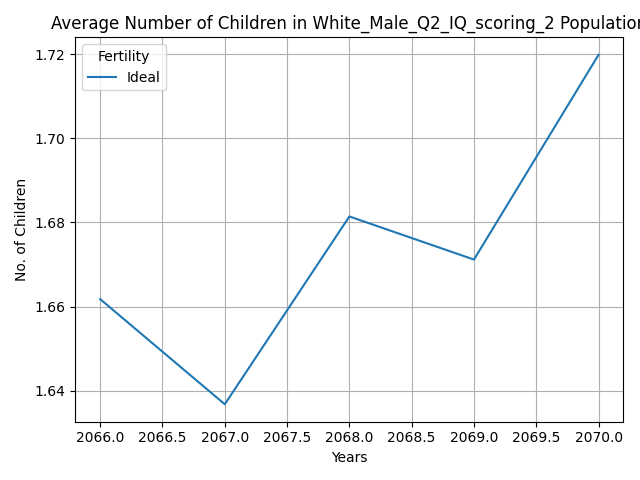 Average Number of Children in White_Male_Q2_IQ_scoring_2 Population
Fertility
Ideal
1.72
1.70
1.68
1.66
1.64
No. of Children
2066.0 2066.5 2067.0 2067.5 2068.0 2068.5 2069.0 2069.5 2070.0
Years